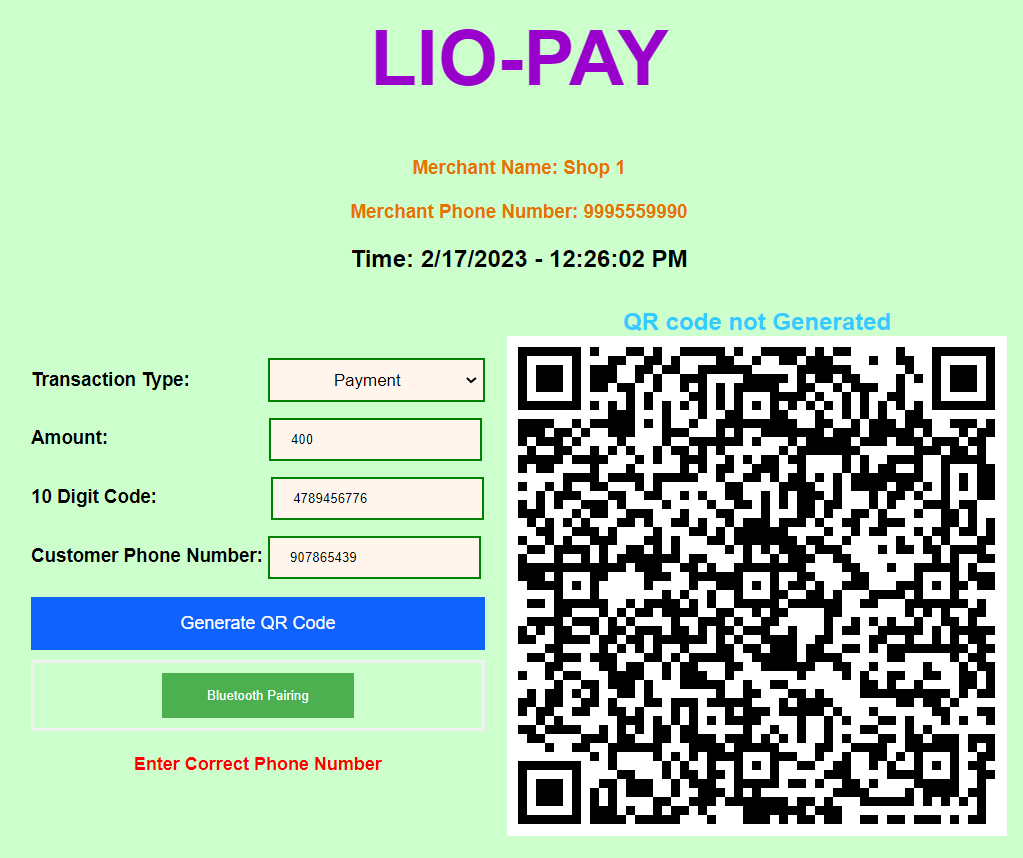 LIO-PAY
Merchant Name: Shop 1
Merchant Phone Number: 9995559990
Time: 2/17/2023 - 12:26:02 PM
QR code not Generated
Transaction Type: Payment
Amount: 400
10 Digit Code: 4789456776
Customer Phone Number: 907865439
Generate QR Code
Bluetooth Pairing
Enter Correct Phone Number